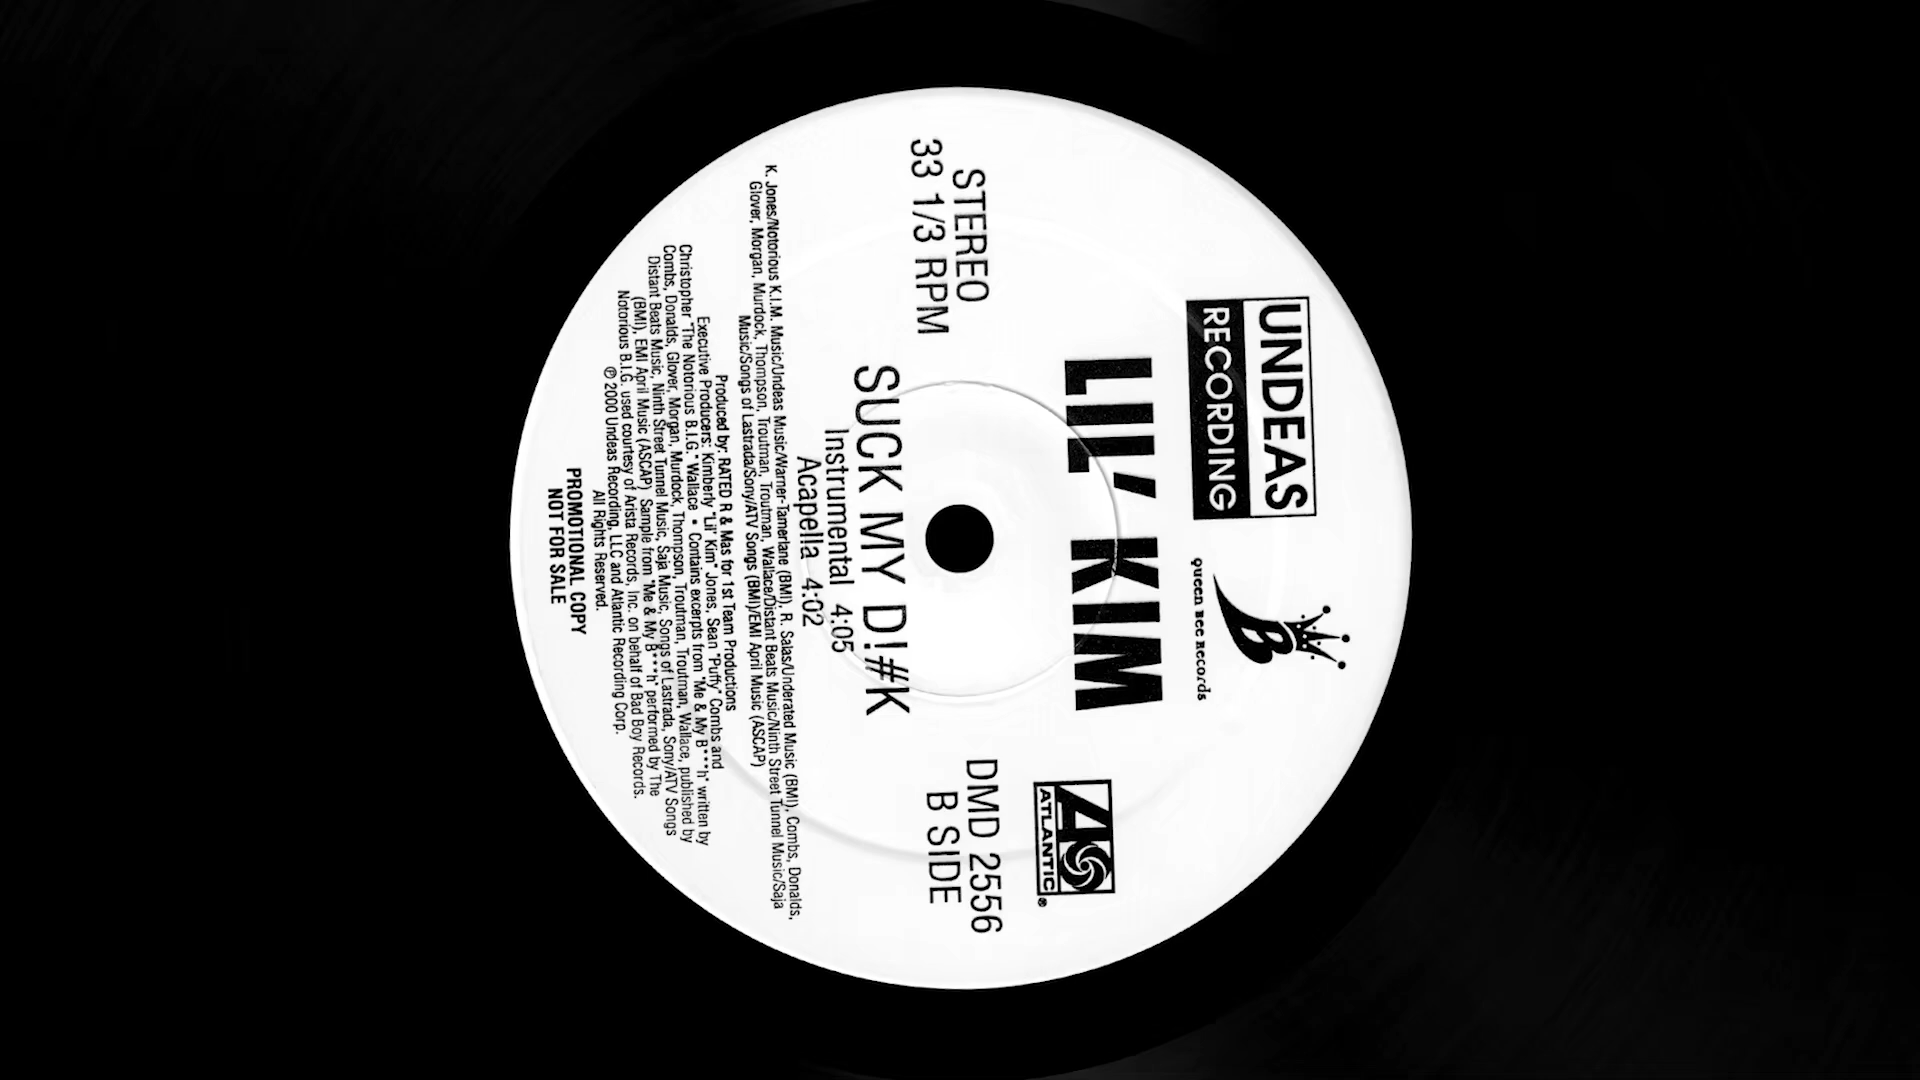 UNDEAS
RECORDING
B
Queen Bee Records
LIL' KIM
ATLANTIC®
STEREO
33 1/3 RPM
DMD 2556
B SIDE
SUCK MY D!#K
Instrumental 4:05
Acapella 4:02
K. Jones/Notorious K.I.M. Music/Undeas Music/Warner-Tamerlane (BMI), R. Salas/Underated Music (BMI), Combs, Donalds,
Glover, Morgan, Murdock, Thompson, Troutman, Troutman, Wallace/Distant Beats Music/Ninth Street Tunnel Music/Saja
Music/Songs of Lastrada/Sony/ATV Songs (BMI)/EMI April Music (ASCAP)
Produced by: RATED R & Mas for 1st Team Productions
Executive Producers: Kimberly "Lil' Kim" Jones, Sean "Puffy" Combs and
Christopher "The Notorious B.I.G." Wallace • Contains excerpts from "Me & My B***h" written by
Combs, Donalds, Glover, Morgan, Murdock, Thompson, Troutman, Troutman, Wallace, published by
Distant Beats Music, Ninth Street Tunnel Music, Saja Music, Songs of Lastrada, Sony/ATV Songs
(BMI), EMI April Music (ASCAP) Sample from "Me & My B***h" performed by The
Notorious B.I.G. used courtesy of Arista Records, Inc. on behalf of Bad Boy Records.
℗ 2000 Undeas Recording, LLC and Atlantic Recording Corp.
All Rights Reserved.
PROMOTIONAL COPY
NOT FOR SALE